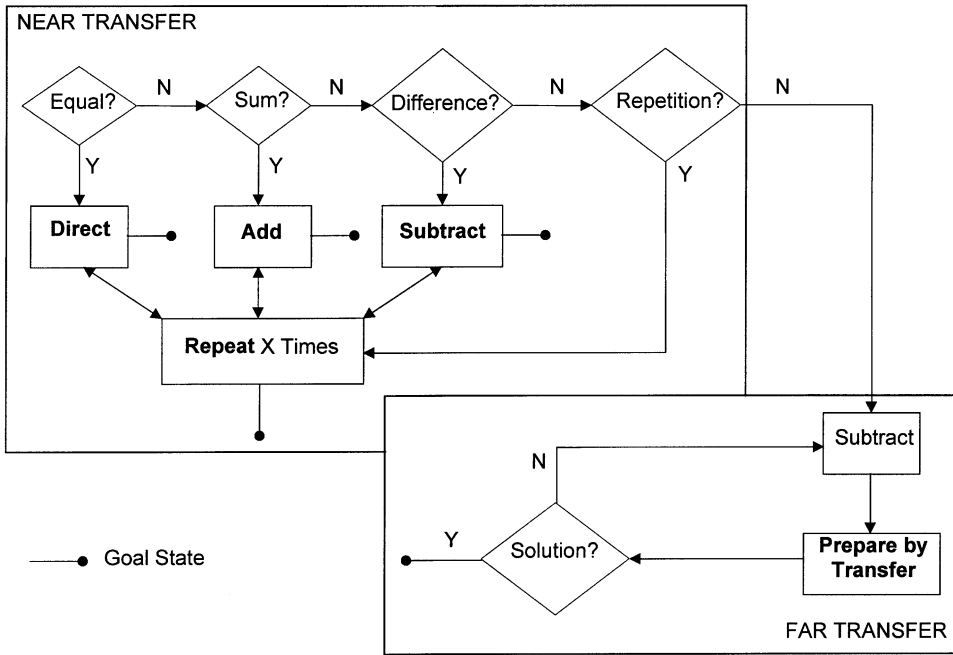 NEAR TRANSFER
Equal?
N
Sum?
N
Difference?
N
Repetition?
N
Y
Y
Y
Y
Direct
Add
Subtract
Repeat X Times
Subtract
N
Goal State
Y
Solution?
Prepare by
Transfer
FAR TRANSFER